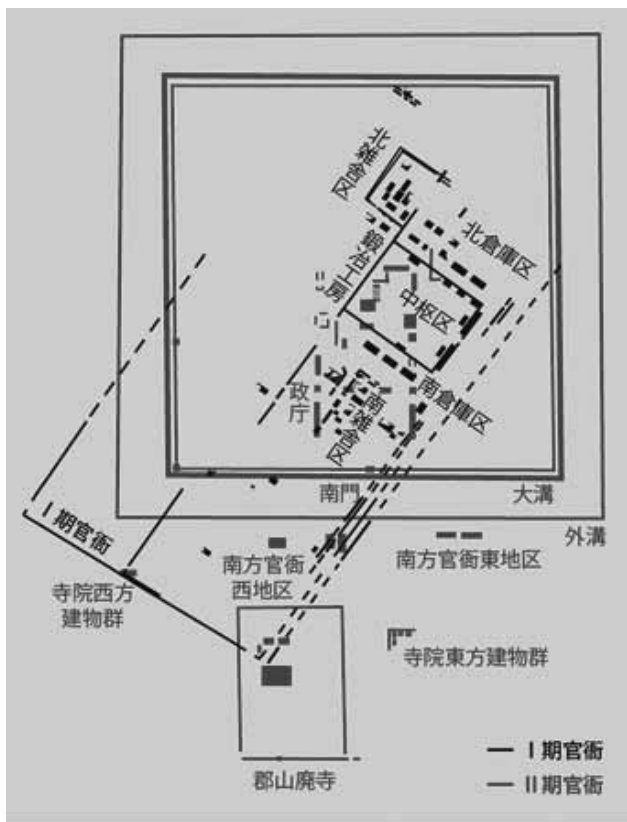 北雑舎区
北倉庫区
鍛冶工房
中枢区
南倉庫区
政庁
南雑舎区
南門
大溝
外溝
Ⅰ期官衙
南方官衙
西地区
南方官衙東地区
寺院西方
建物群
寺院東方建物群
郡山廃寺
Ⅰ期官衙
Ⅱ期官衙